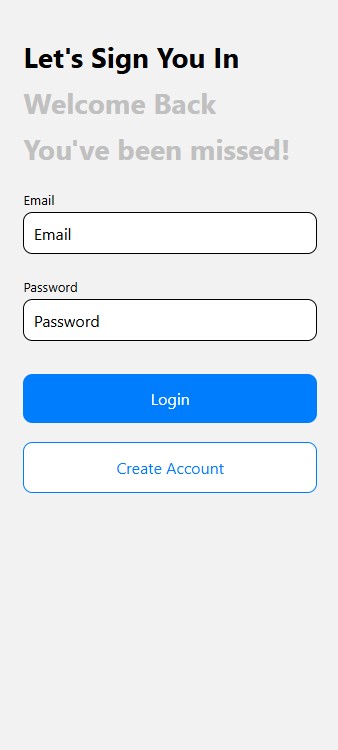 Let's Sign You In
Welcome Back
You've been missed!
Email
Email
Password
Password
Login
Create Account